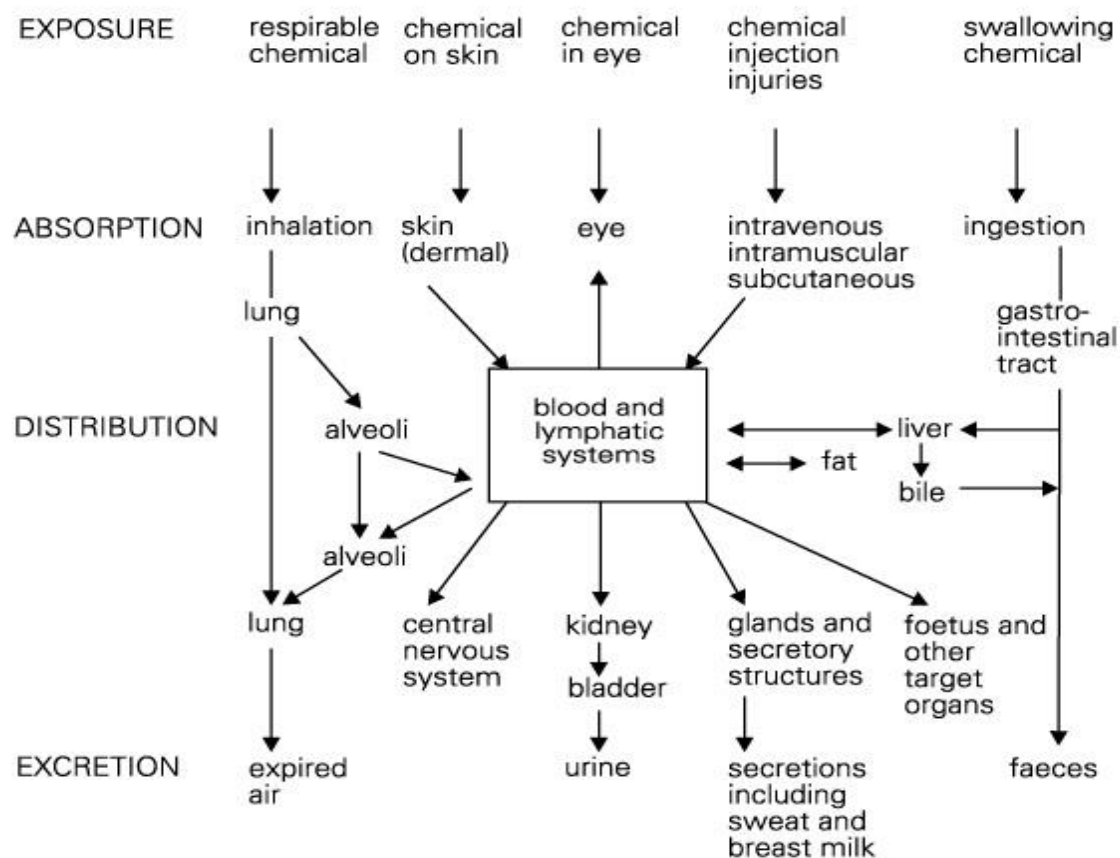 EXPOSURE
respirable
chemical
chemical
on skin
chemical
in eye
chemical
injection
injuries
swallowing
chemical
ABSORPTION
inhalation
skin
(dermal)
eye
intravenous
intramuscular
subcutaneous
ingestion
lung
gastro-
intestinal
tract
DISTRIBUTION
alveoli
blood and
lymphatic
systems
liver
fat
bile
alveoli
lung
central
nervous
system
kidney
bladder
glands and
secretory
structures
foetus and
other
target
organs
EXCRETION
expired
air
urine
secretions
including
sweat and
breast milk
faeces